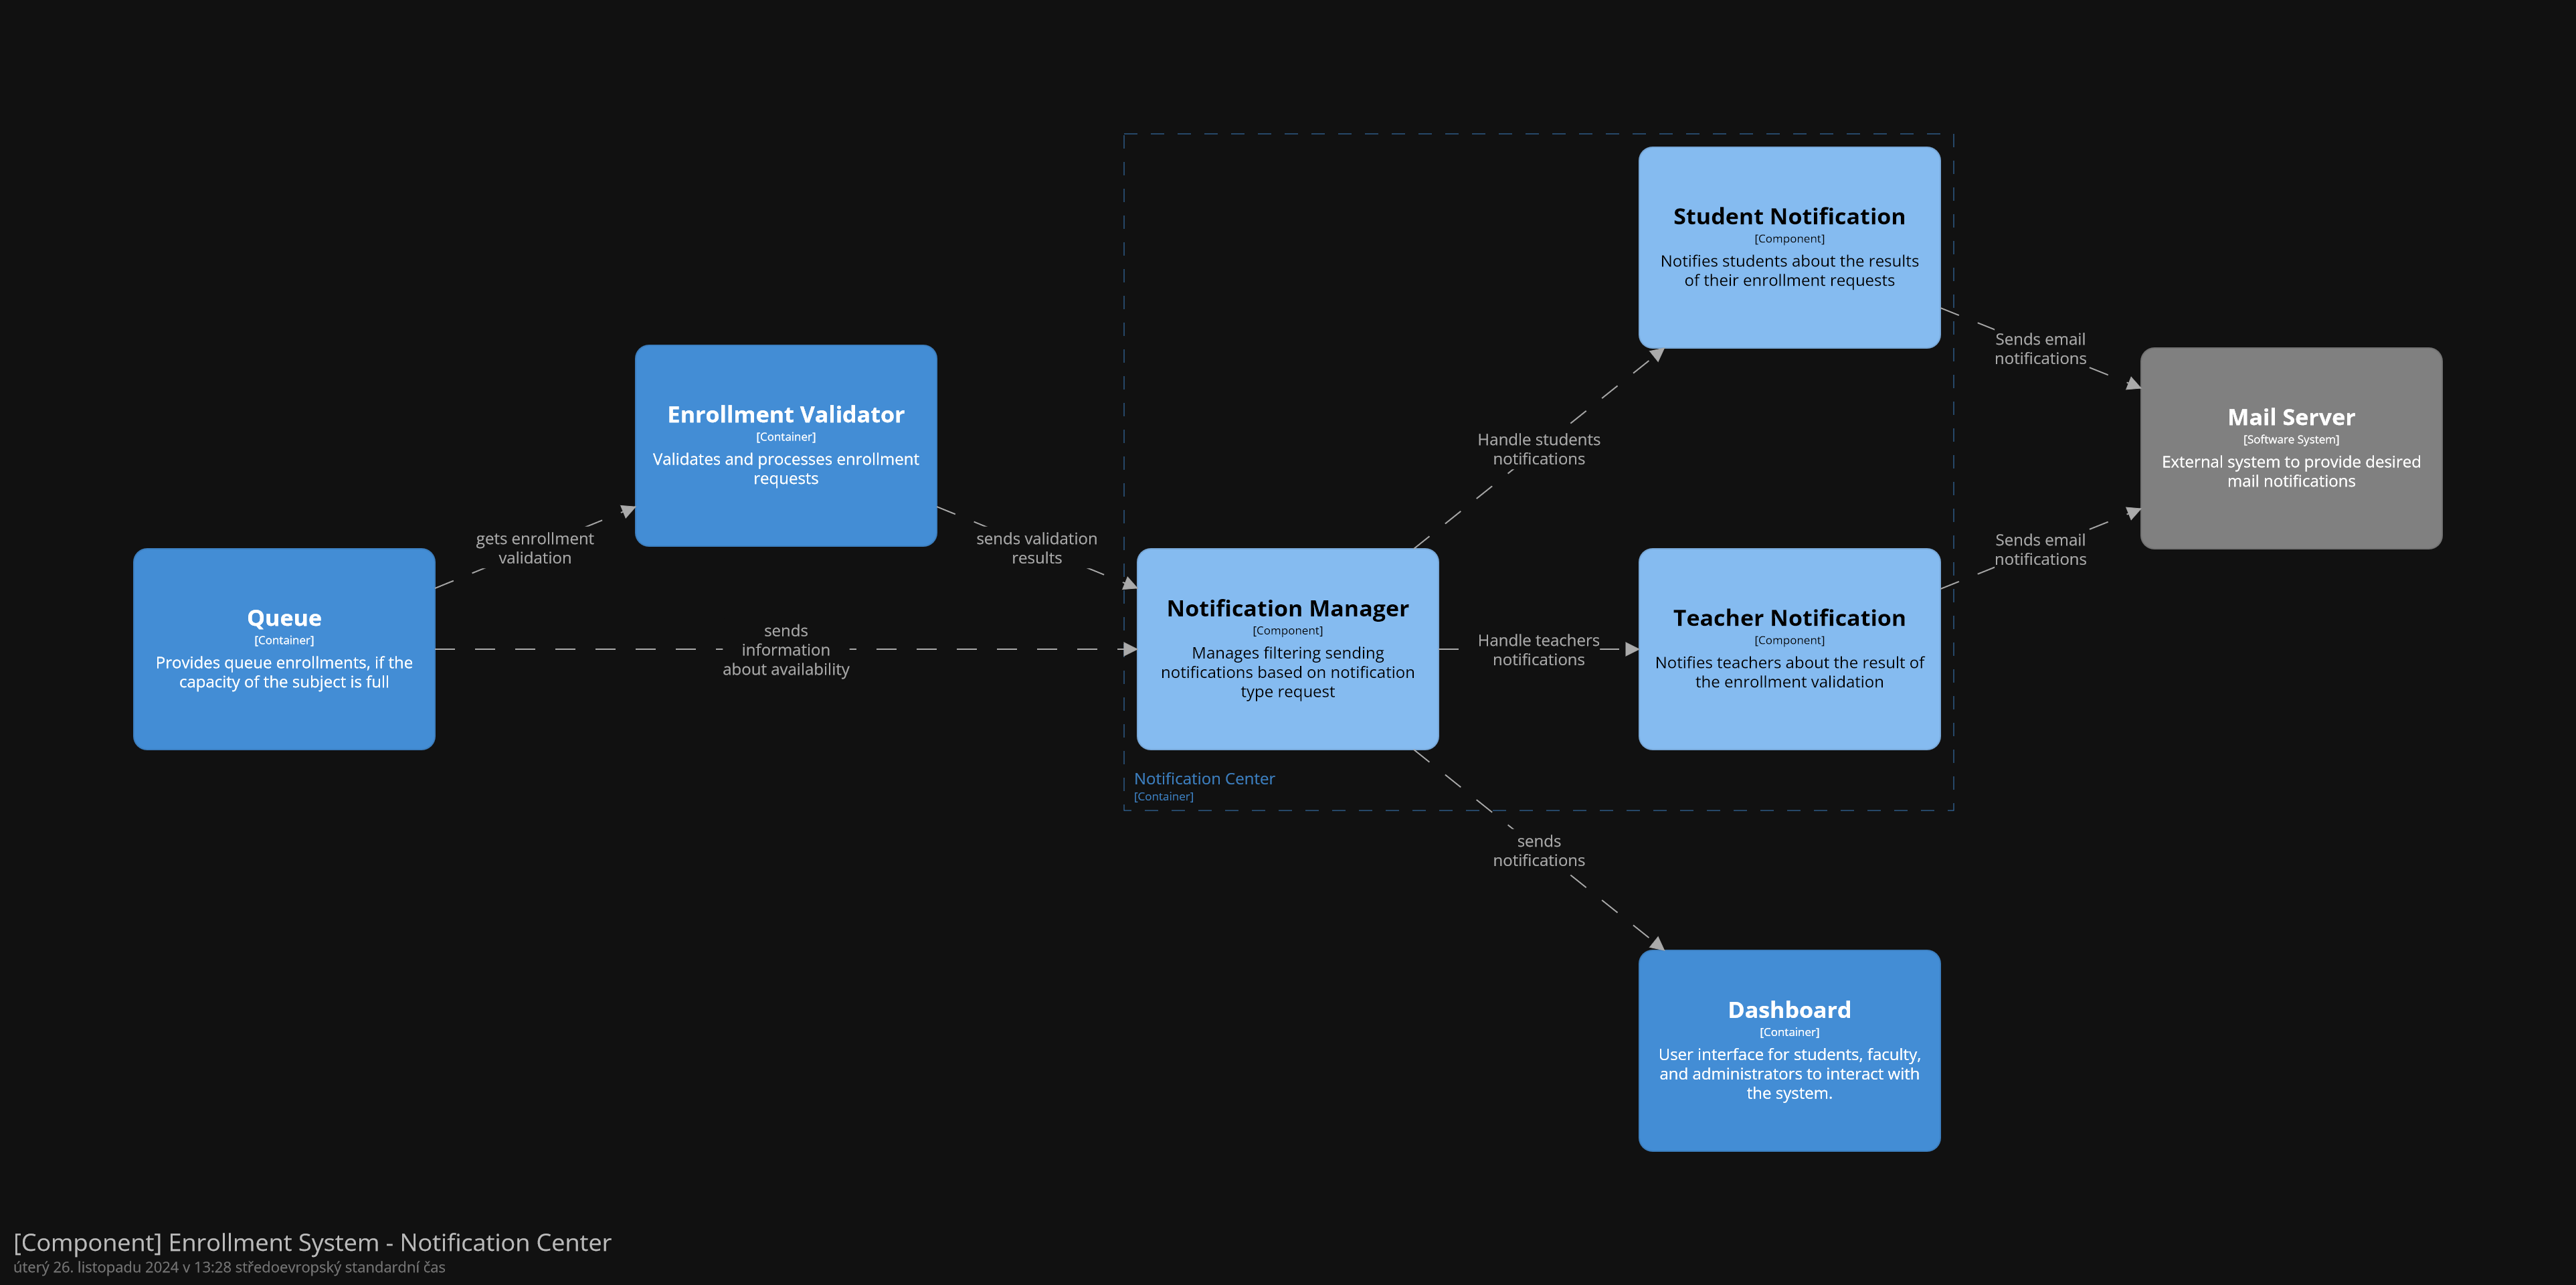 Student Notification
[Component]
Notifies students about the results
of their enrollment requests
Sends email
notifications
Enrollment Validator
[Container]
Validates and processes enrollment
requests
Mail Server
[Software System]
External system to provide desired
mail notifications
Handle students
notifications
gets enrollment
validation
sends validation
results
Sends email
notifications
Queue
[Container]
Provides queue enrollments, if the
capacity of the subject is full
sends
information
about availability
Notification Manager
[Component]
Manages filtering sending
notifications based on notification
type request
Handle teachers
notifications
Teacher Notification
[Component]
Notifies teachers about the result of
the enrollment validation
Notification Center
[Container]
sends
notifications
Dashboard
[Container]
User interface for students, faculty,
and administrators to interact with
the system.
[Component] Enrollment System - Notification Center
úterý 26. listopadu 2024 v 13:28 středoevropský standardní čas